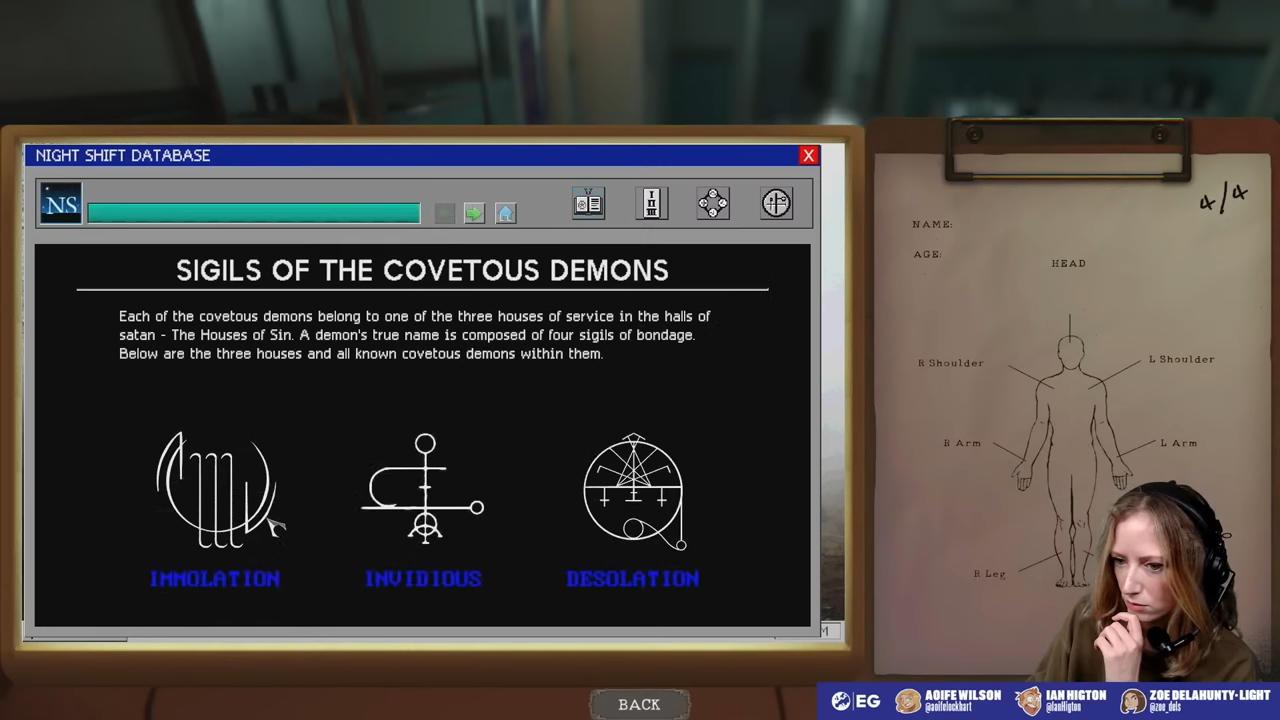 NIGHT SHIFT DATABASE
X
NS
I
II
III
SIGILS OF THE COVETOUS DEMONS
Each of the covetous demons belong to one of the three houses of service in the halls of
satan - The Houses of Sin. A demon's true name is composed of four sigils of bondage.
Below are the three houses and all known covetous demons within them.
IMMOLATION
INVIDIOUS
DESOLATION
BACK
4/4
NAME:
AGE:
HEAD
R Shoulder
L Shoulder
R Arm
L Arm
R Leg
EG
AOIFE WILSON
@aoifelockhart
IAN HIGTON
@IanHigton
ZOE DELAHUNTY-LIGHT
@zoe_dels